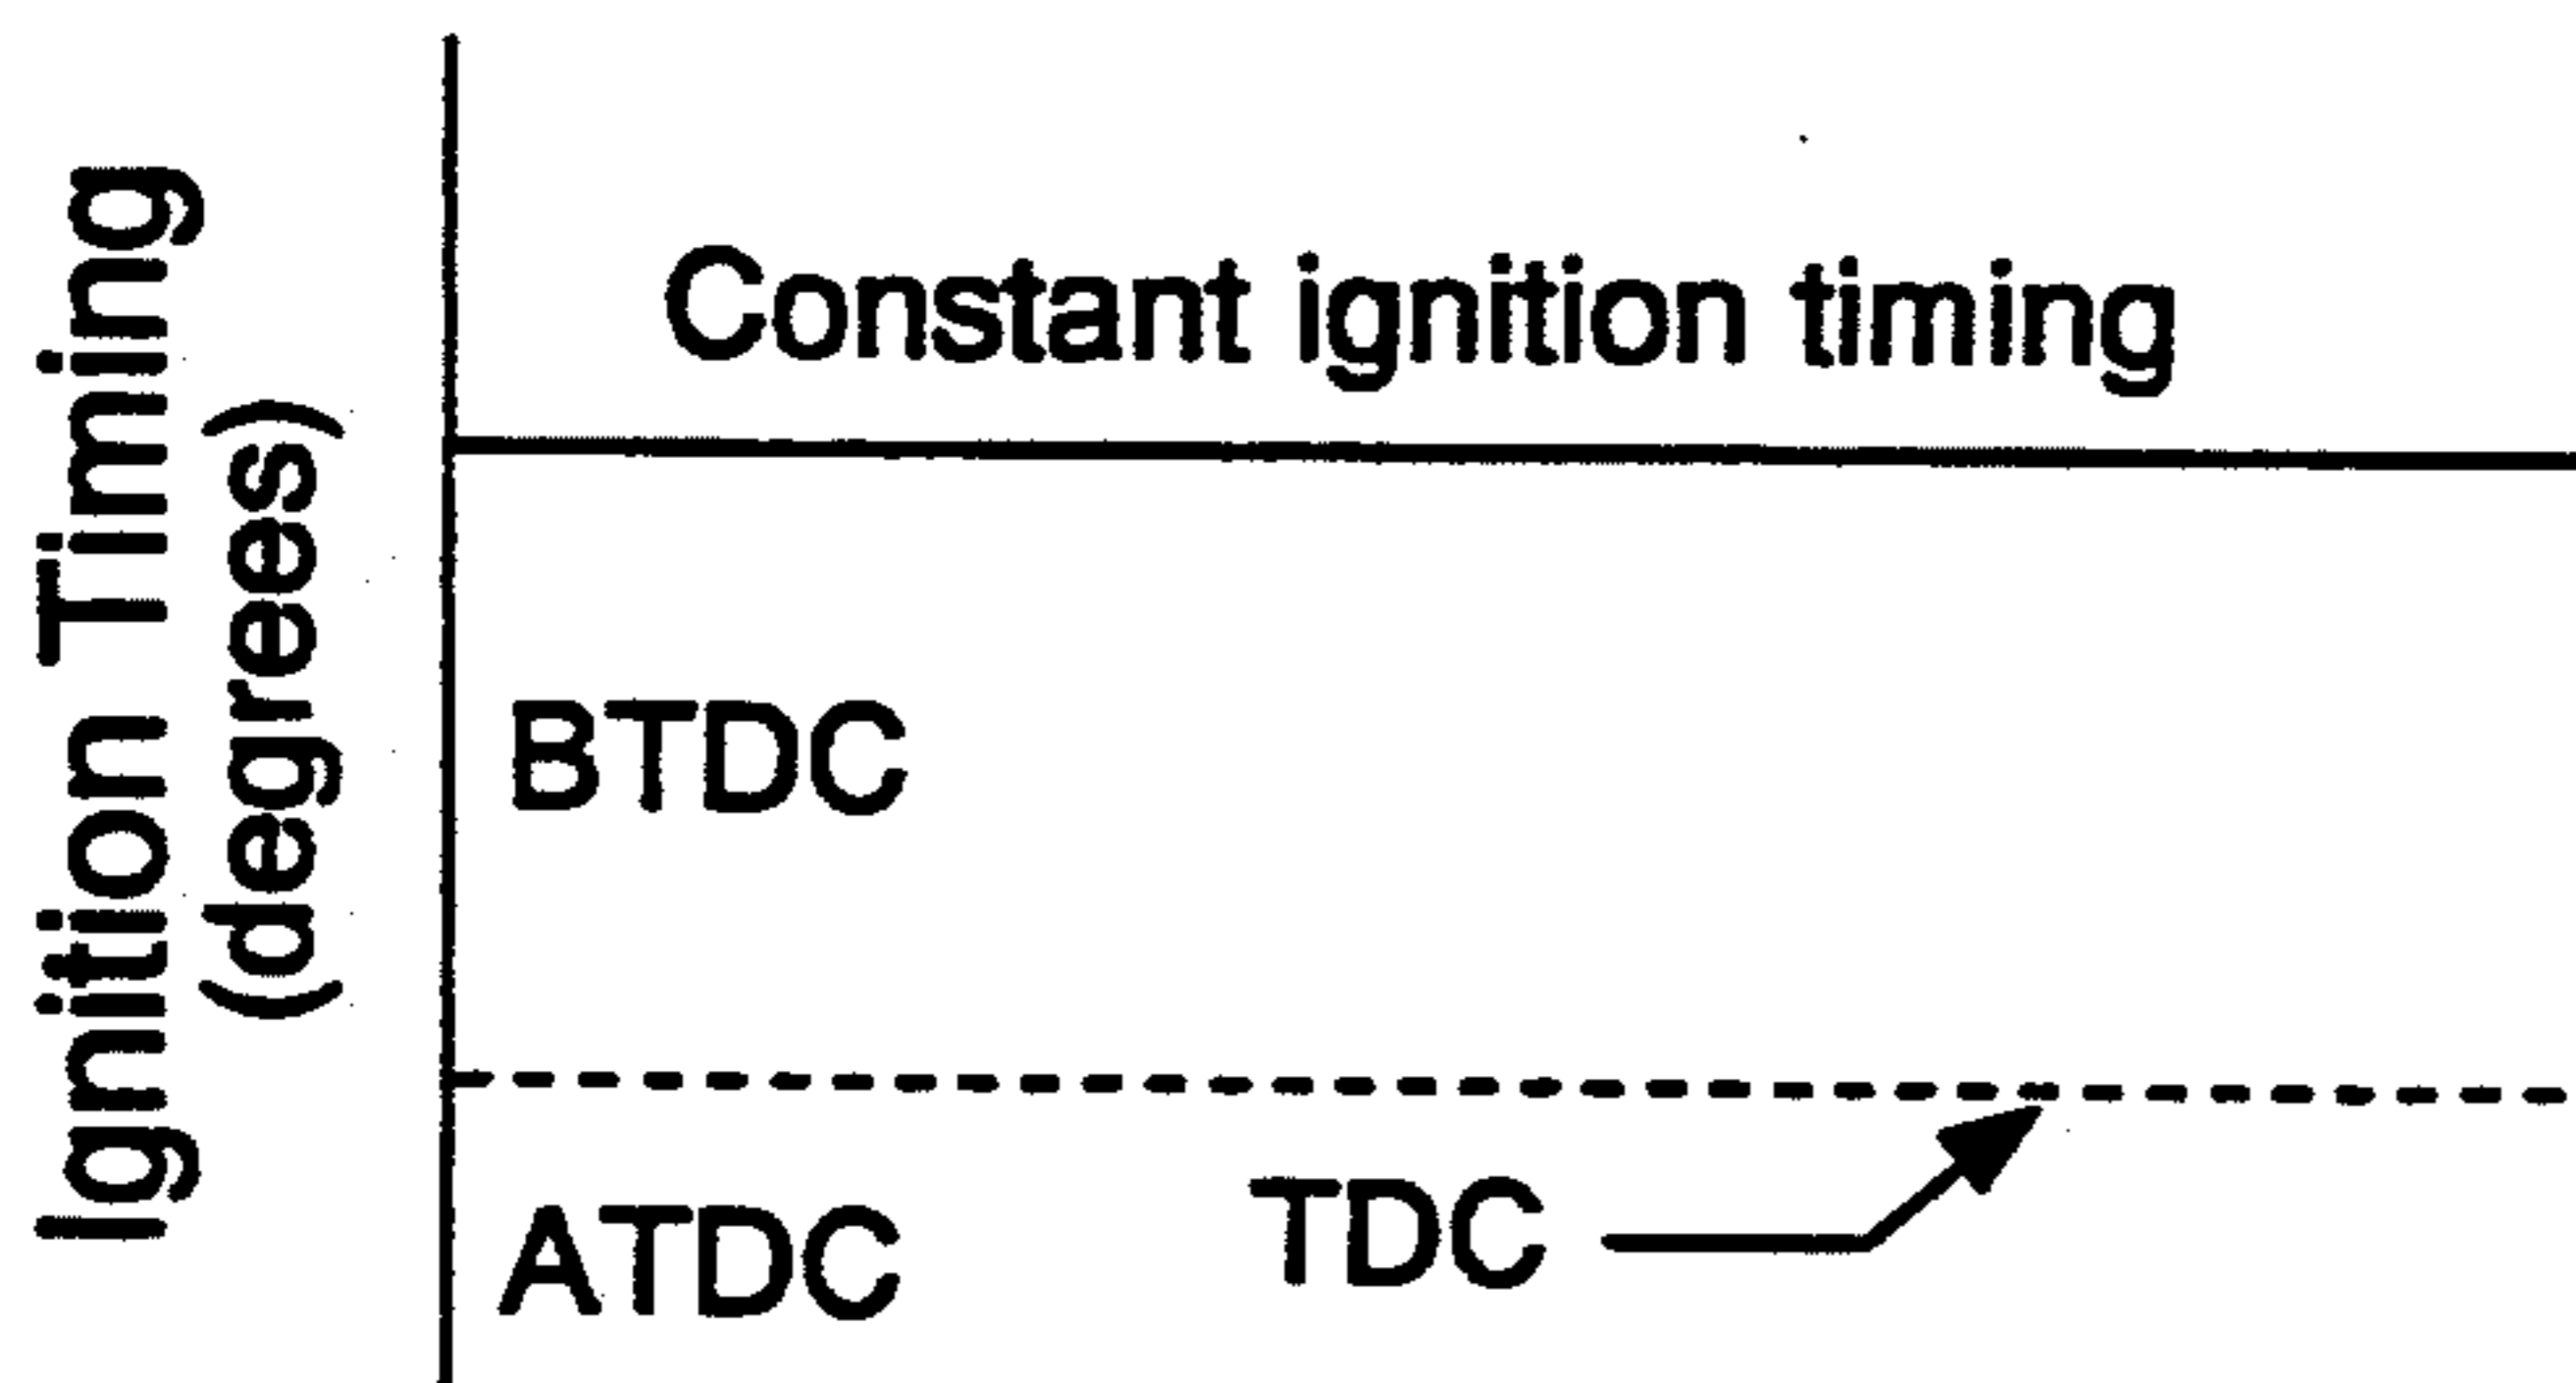 Ignition Timing
(degrees)
Constant ignition timing
BTDC
ATDC
TDC